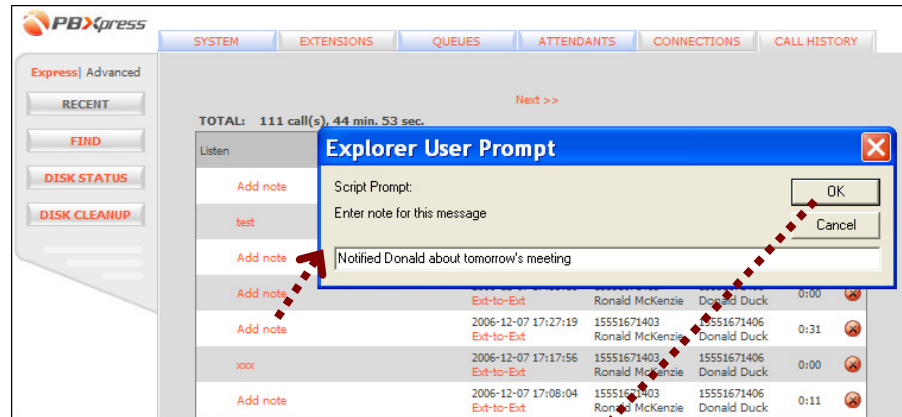 PBXpress
SYSTEM EXTENSIONS QUEUES ATTENDANTS CONNECTIONS CALL HISTORY
Express| Advanced
RECENT
FIND
DISK STATUS
DISK CLEANUP
Next >>
TOTAL: 111 call(s), 44 min. 53 sec.
Listen
Explorer User Prompt
Script Prompt:
Enter note for this message
OK
Cancel
Notified Donald about tomorrow's meeting
Add note
test
Add note
Add note
Ext-to-Ext Ronald McKenzie Donald Duck 0:00
Add note
2006-12-07 17:27:19 15551671403 15551671406
Ext-to-Ext Ronald McKenzie Donald Duck 0:31
xxx
2006-12-07 17:17:56 15551671403 15551671406
Ext-to-Ext Ronald McKenzie Donald Duck 0:00
Add note
2006-12-07 17:08:04 15551671403 15551671406
Ext-to-Ext Ronald McKenzie Donald Duck 0:11